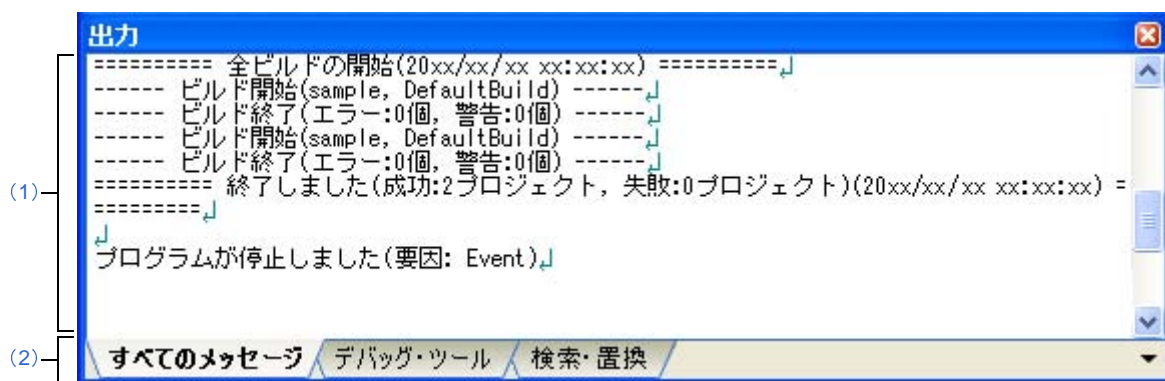 出力
========== 全ビルドの開始(20xx/xx/xx xx:xx:xx) ==========↵
------ ビルド開始(sample, DefaultBuild) ------↵
------ ビルド終了(エラー:0個, 警告:0個) ------↵
------ ビルド開始(sample, DefaultBuild) ------↵
------ ビルド終了(エラー:0個, 警告:0個) ------↵
========== 終了しました(成功:2プロジェクト, 失敗:0プロジェクト)(20xx/xx/xx xx:xx:xx) =
=========↵
↵
プログラムが停止しました(要因: Event)↵
(1)
(2)
すべてのメッセージ デバッグ・ツール 検索・置換